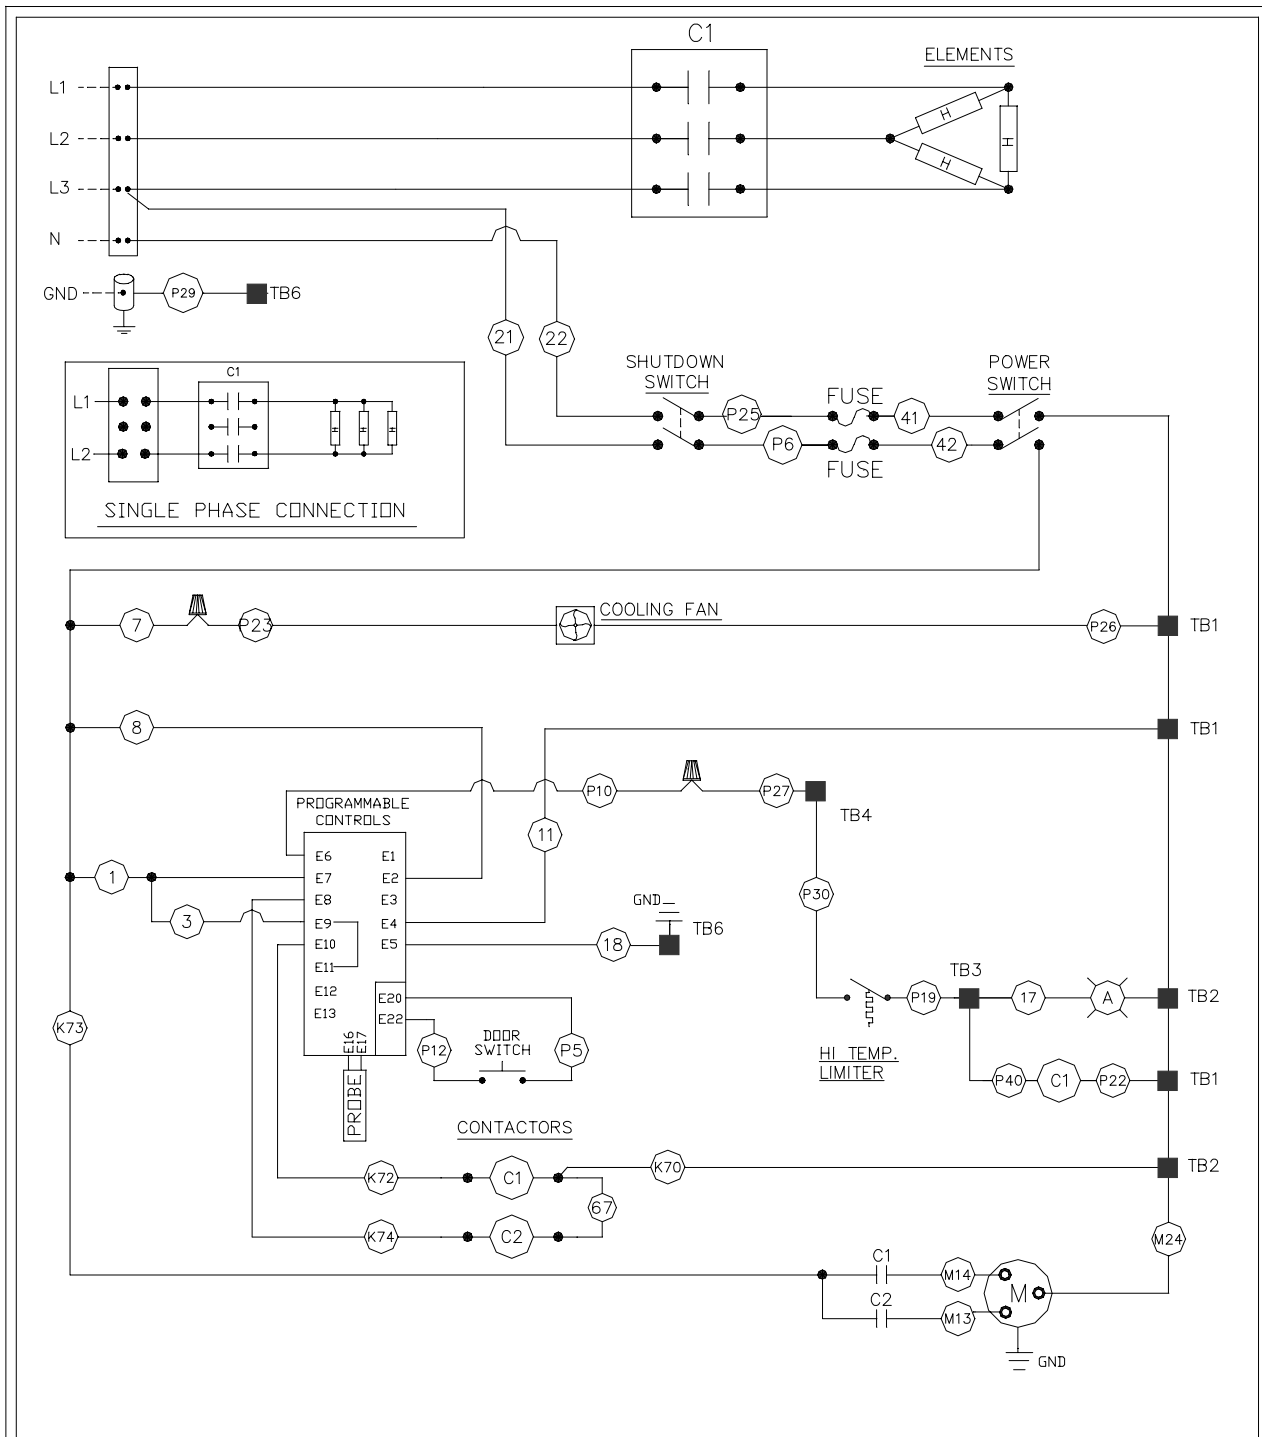 C1
ELEMENTS
L1
H
L2
H
H
L3
N
GND
P29
TB6
21
22
SHUTDOWN
SWITCH
POWER
SWITCH
P25
FUSE
41
P6
FUSE
42
C1
L1
H
H
H
L2
SINGLE PHASE CONNECTION
7
P23
COOLING FAN
P26
TB1
8
TB1
P10
P27
TB4
PROGRAMMABLE
CONTROLS
11
E6
E1
E7
E2
E8
E3
E9
E4
E10
E5
E11
E12
E20
E13
E22
E16
E17
PROBE
1
3
P30
GND
TB6
18
TB3
P19
17
A
TB2
K73
P12
DOOR
SWITCH
P5
HI TEMP.
LIMITER
P40
C1
P22
TB1
CONTACTORS
K72
C1
K70
TB2
67
K74
C2
M24
C1
M14
M
C2
M13
GND